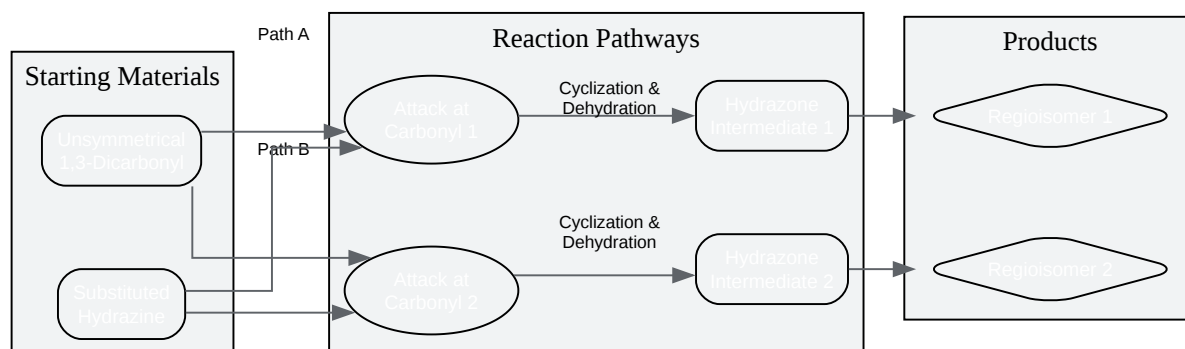 Path A
Starting Materials
Unsymmetrical
1,3-Dicarbonyl
Path B
Substituted
Hydrazine
Reaction Pathways
Attack at
Carbonyl 1
Cyclization &
Dehydration
Hydrazone
Intermediate 1
Attack at
Carbonyl 2
Cyclization &
Dehydration
Hydrazone
Intermediate 2
Products
Regioisomer 1
Regioisomer 2